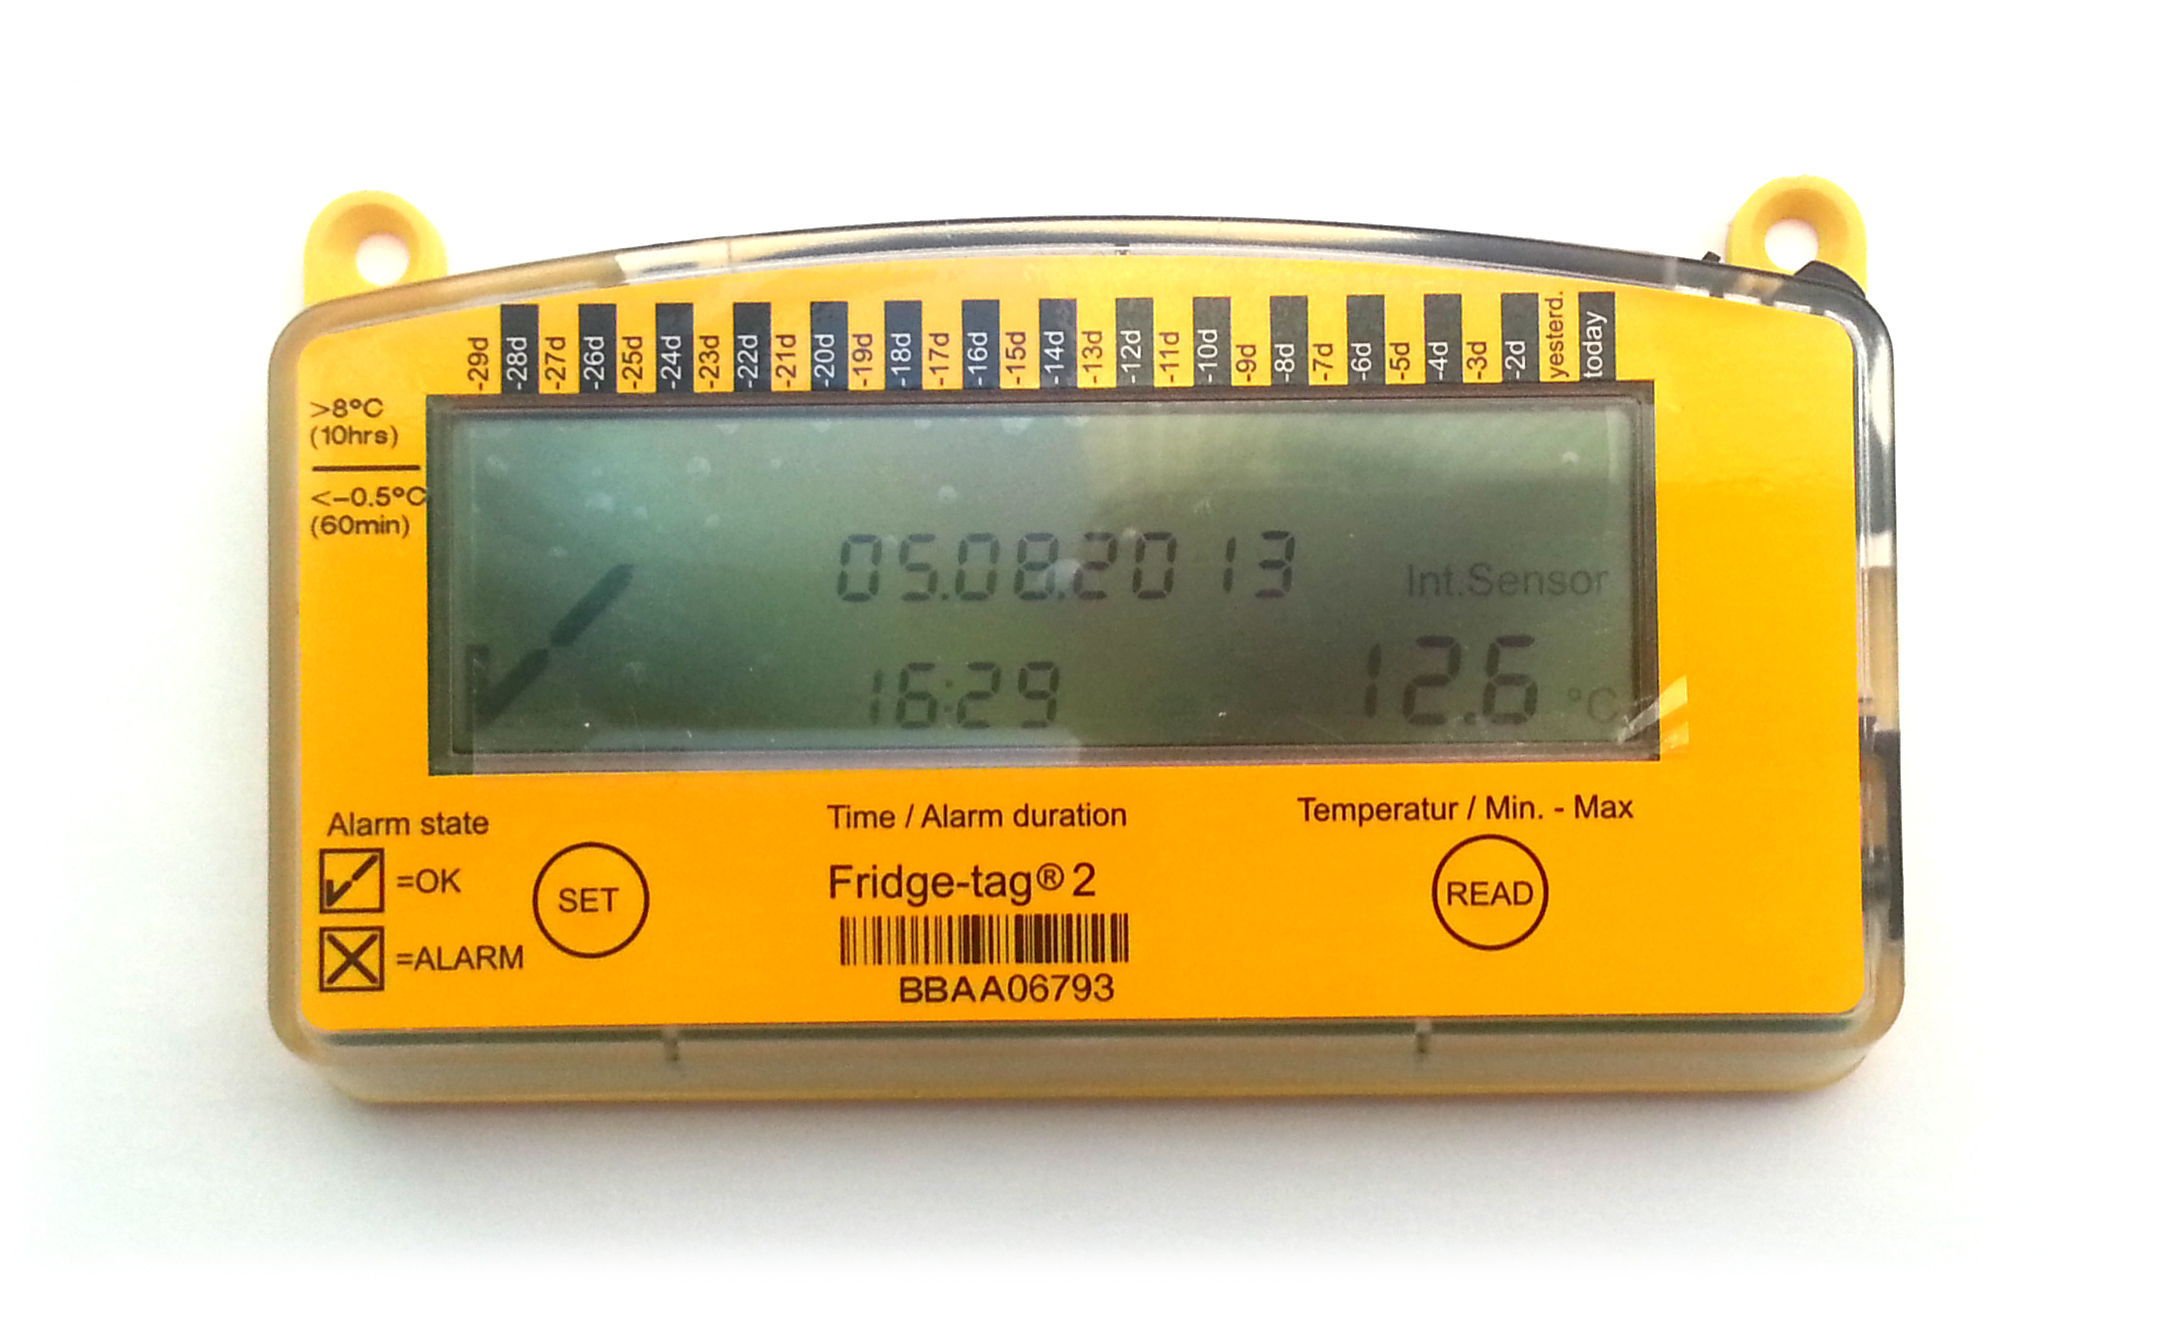 -29d -28d -27d -26d -25d -24d -23d -22d -21d -20d -19d -18d -17d -16d -15d -14d -13d -12d -11d -10d -9d -8d -7d -6d -5d -4d -3d -2d yesterd. today
>8°C
(10hrs)
<-0.5°C
(60min)
05.08.2013
Int.Sensor
16:29
12.6 °C
Alarm state
Time / Alarm duration
Temperatur / Min. - Max
=OK
=ALARM
SET
Fridge-tag® 2
BBAA06793
READ